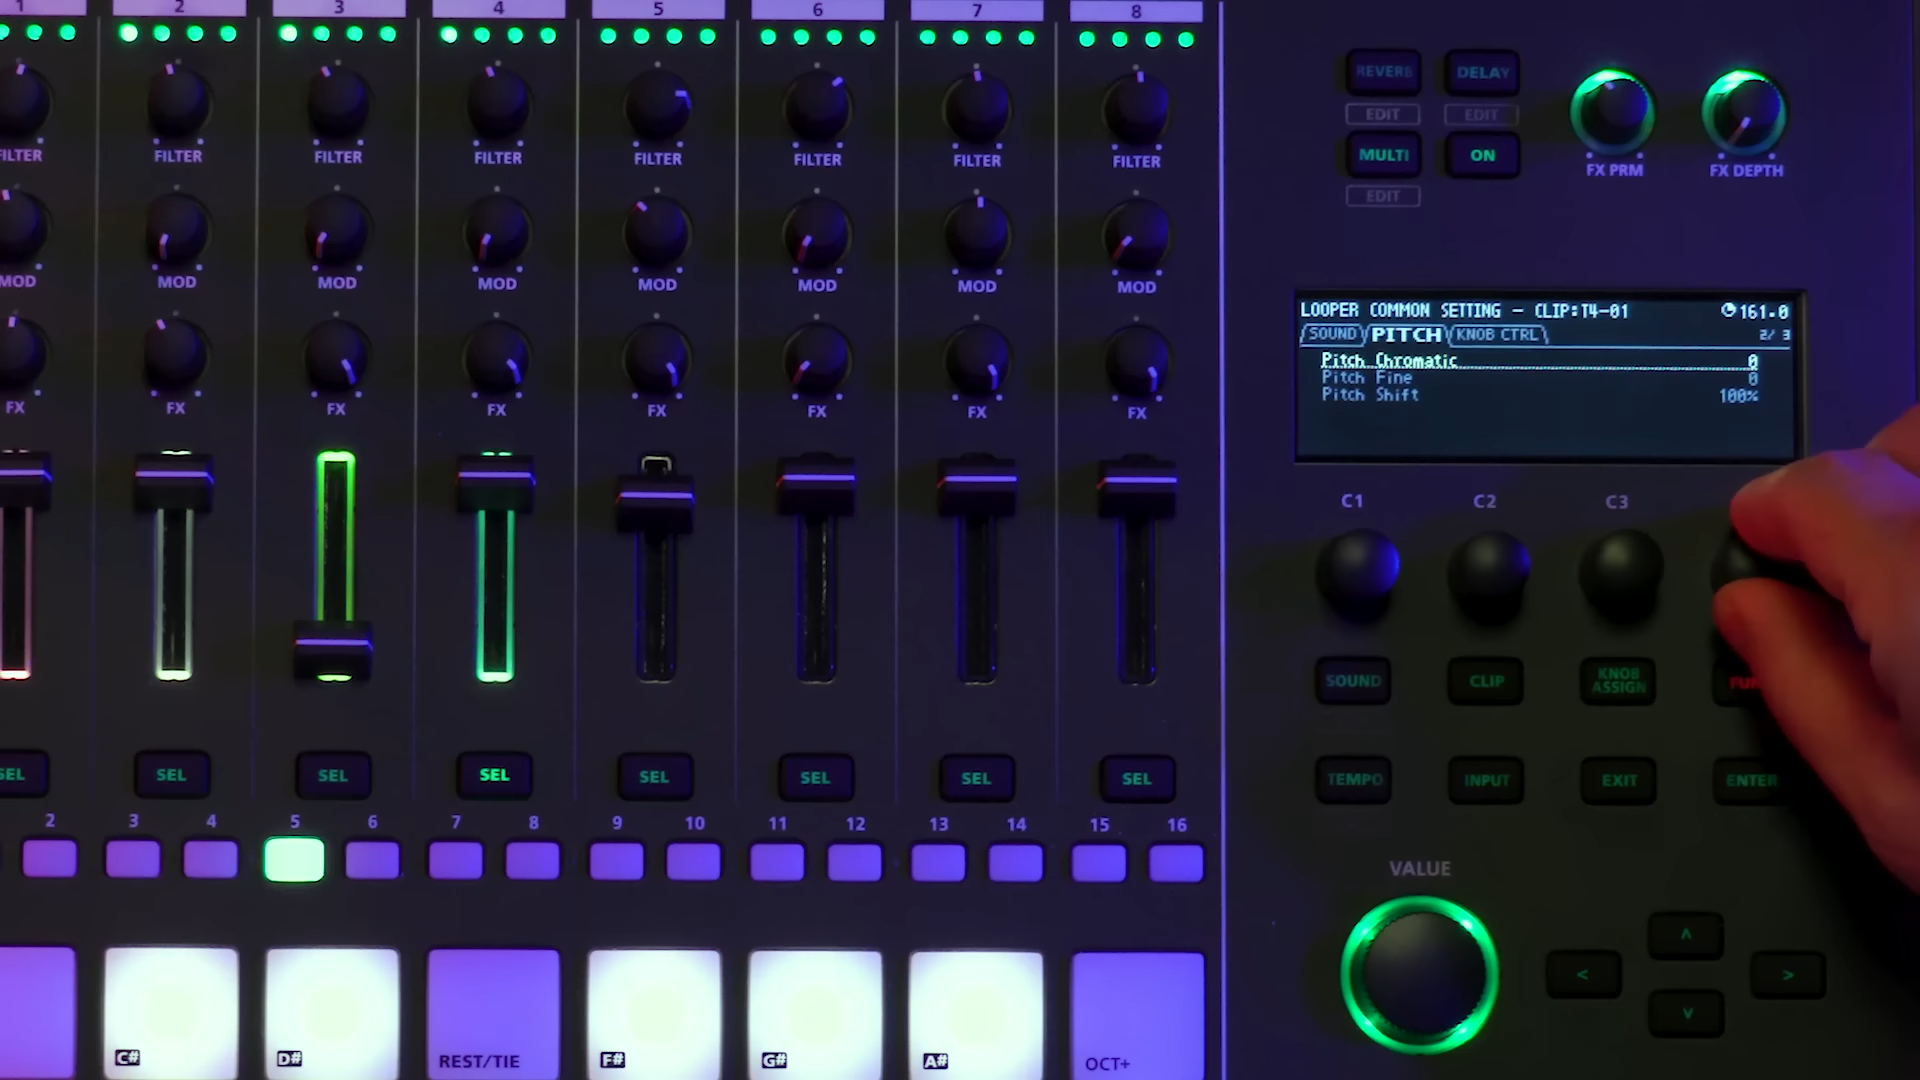 1 2 3 4 5 6 7 8
FILTER FILTER FILTER FILTER FILTER FILTER FILTER FILTER
MOD MOD MOD MOD MOD MOD MOD MOD
FX FX FX FX FX FX FX FX
SEL SEL SEL SEL SEL SEL SEL SEL
2 3 4 5 6 7 8 9 10 11 12 13 14 15 16
C# D# REST/TIE F# G# A# OCT+
REVERB DELAY
EDIT EDIT
MULTI ON
EDIT
FX PRM FX DEPTH
LOOPER COMMON SETTING - CLIP:T4-01 161.0
SOUND PITCH KNOB CTRL 2/ 3
Pitch Chromatic 0
Pitch Fine 0
Pitch Shift 100%
C1 C2 C3
SOUND CLIP KNOB ASSIGN
TEMPO INPUT EXIT ENTER
VALUE
< ∧ ∨ >